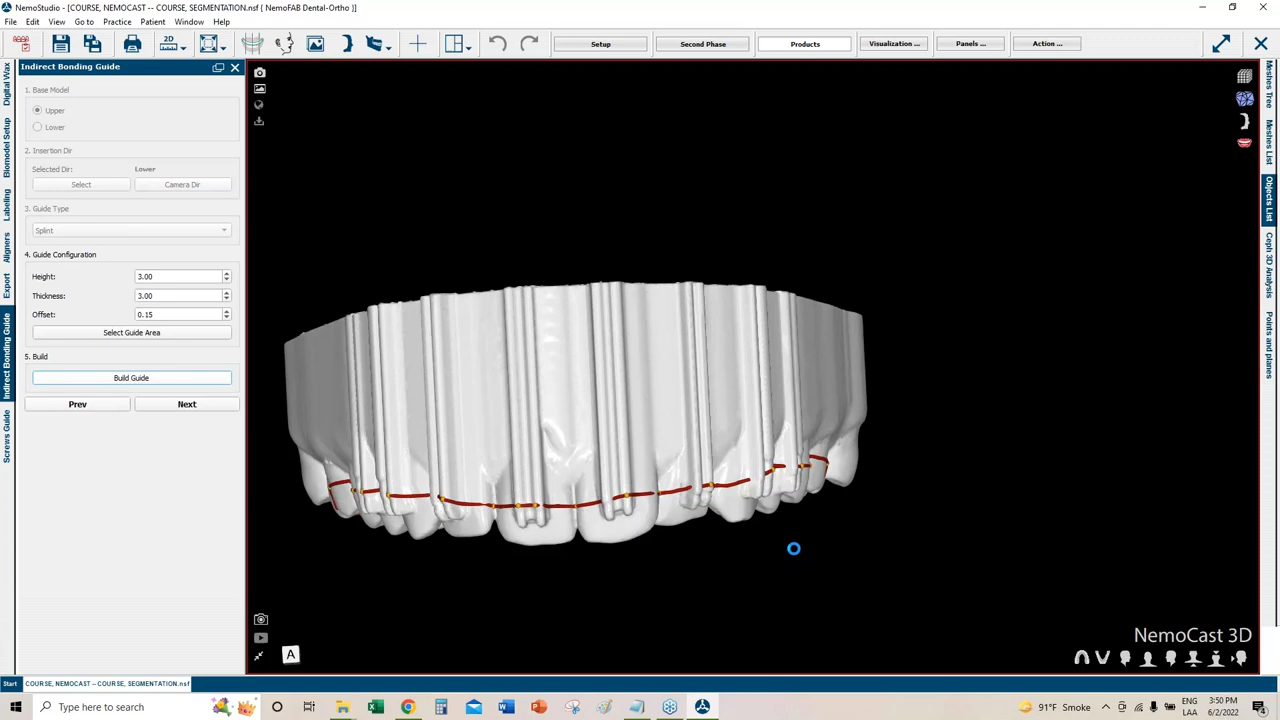 NemoStudio - [COURSE, NEMOCAST -- COURSE, SEGMENTATION.nsf ( NemoFAB Dental-Ortho )]
File Edit View Go to Practice Patient Window Help
2D
Setup
Second Phase
Products
Visualization ...
Panels ...
Action ...
Indirect Bonding Guide
1. Base Model
Upper
Lower
2. Insertion Dir
Selected Dir: Lower
Select
Camera Dir
3. Guide Type
Splint
4. Guide Configuration
Height: 3.00
Thickness: 3.00
Offset: 0.15
Select Guide Area
5. Build
Build Guide
Prev
Next
Digital Wax
Biomodel Setup
Labeling
Aligners
Export
Indirect Bonding Guide
Screws Guide
Meshes Tree
Meshes List
Objects List
Ceph 3D Analysis
Points and planes
A
NemoCast 3D
Start
COURSE, NEMOCAST -- COURSE, SEGMENTATION.nsf
Type here to search
91°F Smoke
ENG
LAA
3:50 PM
6/2/2022
4